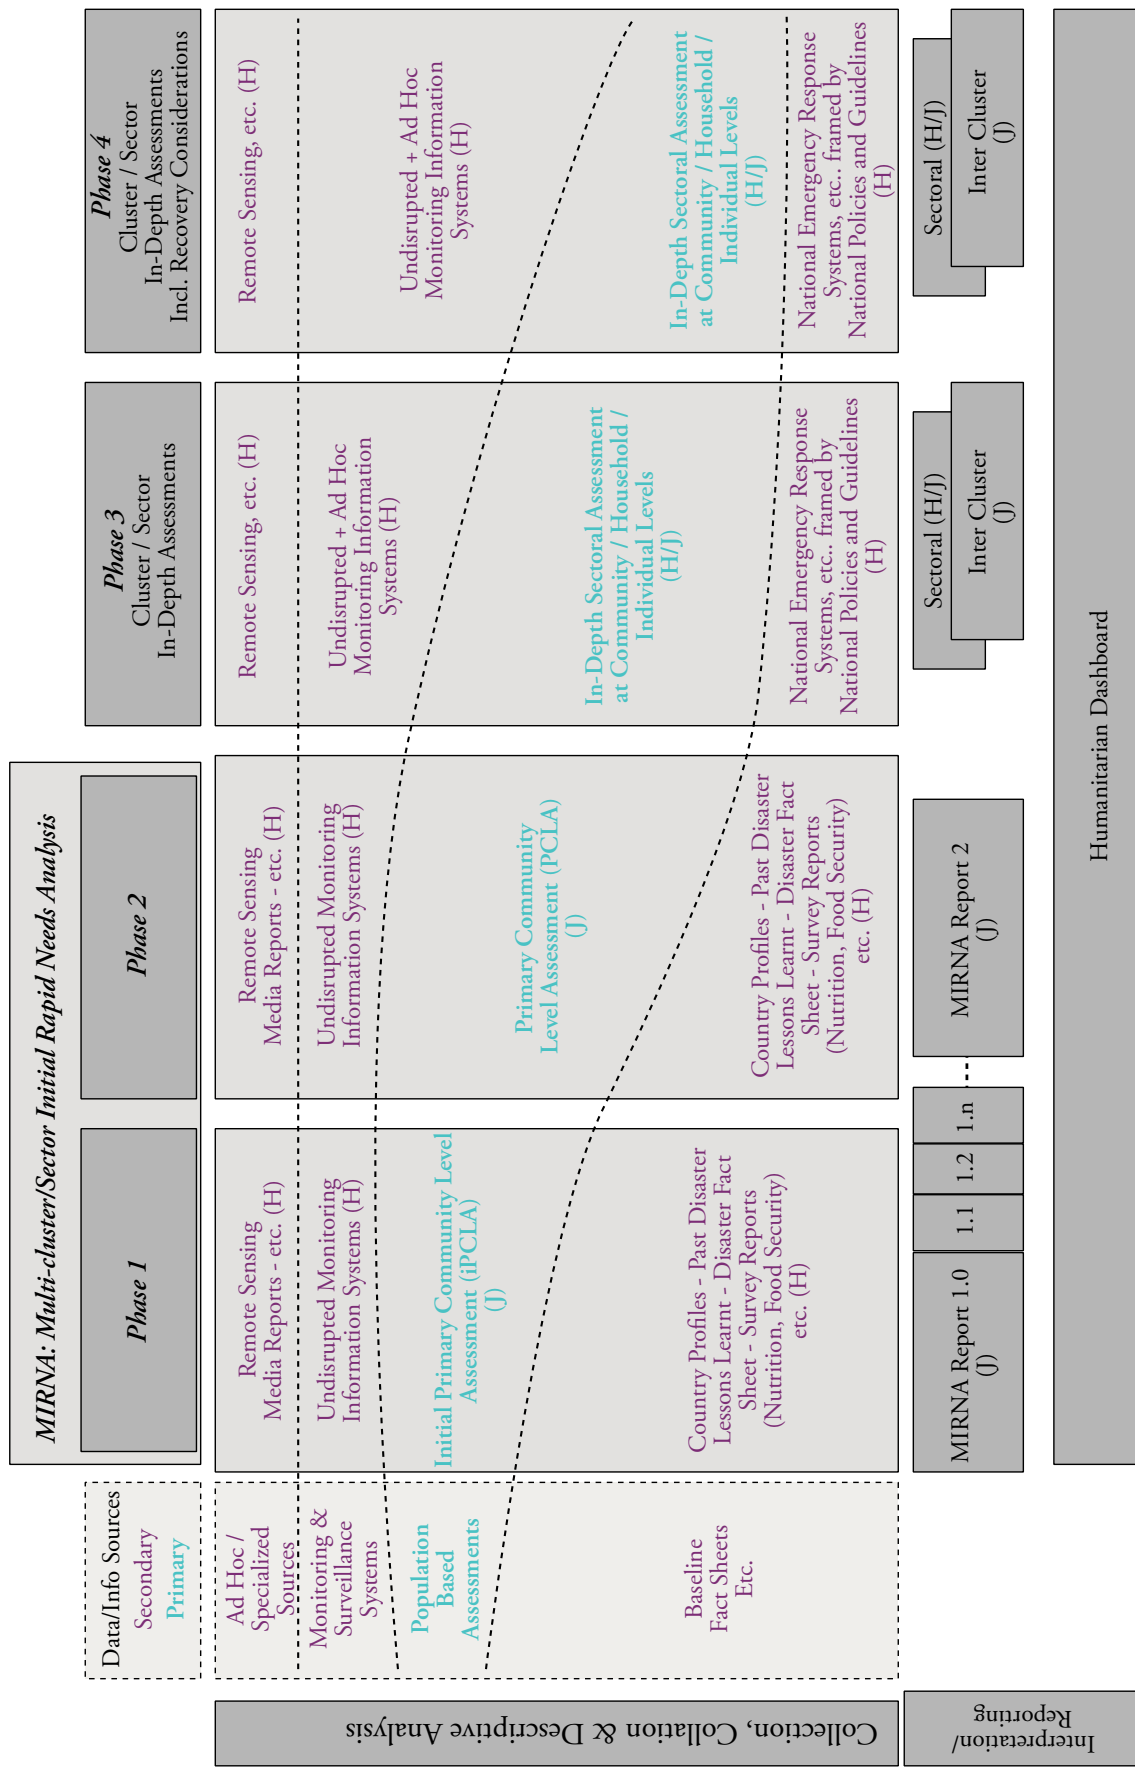 MIRNA: Multi-cluster/Sector Initial Rapid Needs Analysis
Data/Info Sources
Secondary
Primary
Phase 1
Phase 2
Phase 3
Cluster / Sector
In-Depth Assessments
Phase 4
Cluster / Sector
In-Depth Assessments
Incl. Recovery Considerations
Collection, Collation & Descriptive Analysis
Ad Hoc /
Specialized
Sources
Monitoring &
Surveillance
Systems
Population
Based
Assessments
Baseline
Fact Sheets
Etc.
Remote Sensing
Media Reports - etc. (H)
Undisrupted Monitoring
Information Systems (H)
Initial Primary Community Level
Assessment (iPCLA)
(J)
Country Profiles - Past Disaster
Lessons Learnt - Disaster Fact
Sheet - Survey Reports
(Nutrition, Food Security)
etc. (H)
Remote Sensing
Media Reports - etc. (H)
Undisrupted Monitoring
Information Systems (H)
Primary Community
Level Assessment (PCLA)
(J)
Country Profiles - Past Disaster
Lessons Learnt - Disaster Fact
Sheet - Survey Reports
(Nutrition, Food Security)
etc. (H)
Remote Sensing, etc. (H)
Undisrupted + Ad Hoc
Monitoring Information
Systems (H)
In-Depth Sectoral Assessment
at Community / Household /
Individual Levels
(H/J)
National Emergency Response
Systems, etc.. framed by
National Policies and Guidelines
(H)
Remote Sensing, etc. (H)
Undisrupted + Ad Hoc
Monitoring Information
Systems (H)
In-Depth Sectoral Assessment
at Community / Household /
Individual Levels
(H/J)
National Emergency Response
Systems, etc.. framed by
National Policies and Guidelines
(H)
Interpretation/
Reporting
MIRNA Report 1.0
(J)
1.1
1.2
1.n
MIRNA Report 2
(J)
Sectoral (H/J)
Inter Cluster
(J)
Sectoral (H/J)
Inter Cluster
(J)
Humanitarian Dashboard